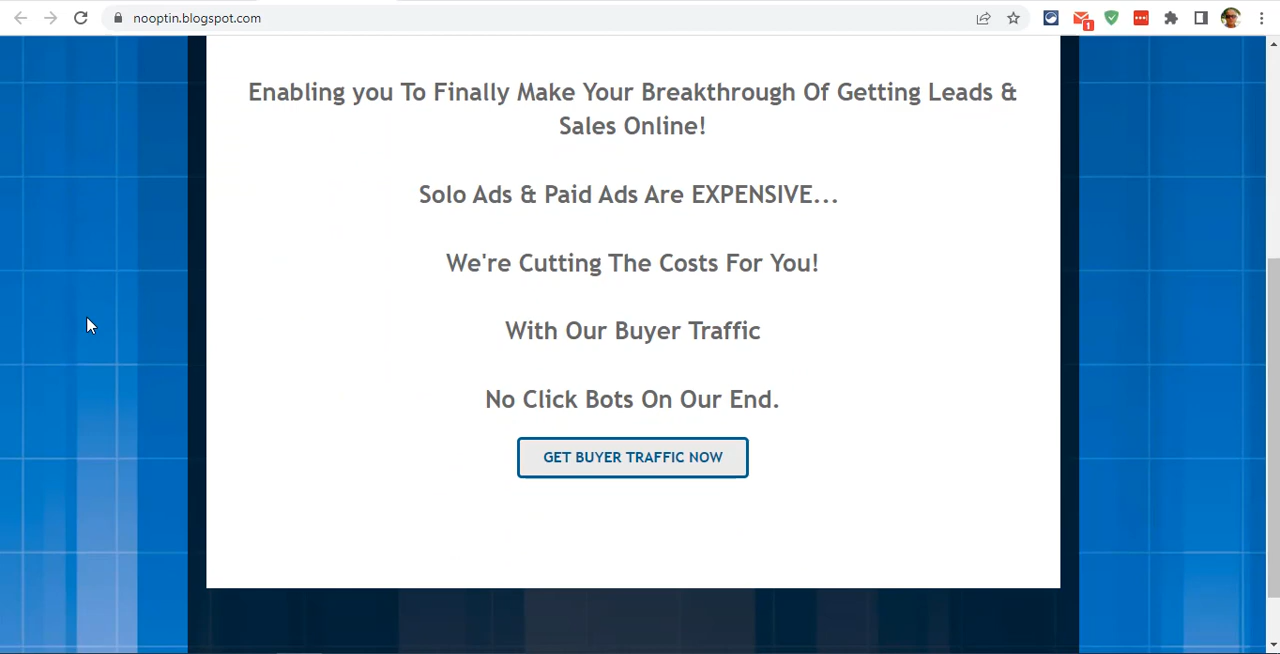 nooptin.blogspot.com
1
Enabling you To Finally Make Your Breakthrough Of Getting Leads &
Sales Online!
Solo Ads & Paid Ads Are EXPENSIVE...
We're Cutting The Costs For You!
With Our Buyer Traffic
No Click Bots On Our End.
GET BUYER TRAFFIC NOW